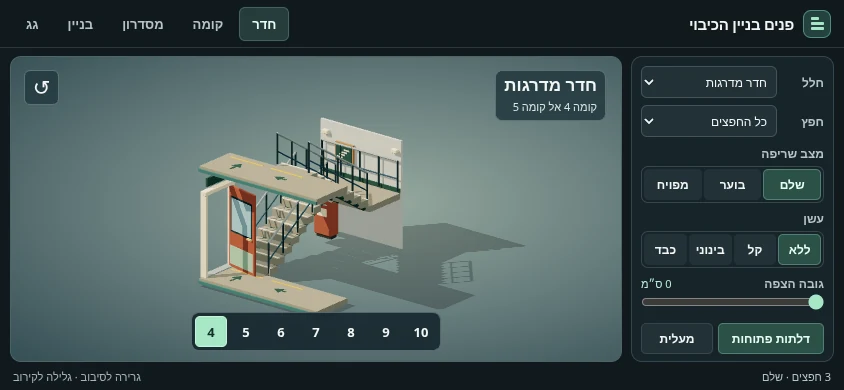 פנים בניין הכיבוי
חדר
קומה
מסדרון
בניין
גג
חלל
חדר מדרגות
חפץ
כל החפצים
מצב שריפה
שלם
בוער
מפויח
עשן
ללא
קל
בינוני
כבד
גובה הצפה
0 ס״מ
דלתות פתוחות
מעלית
חדר מדרגות
קומה 4 אל קומה 5
4 5 6 7 8 9 10
3 חפצים · שלם
גרירה לסיבוב · גלילה לקירוב